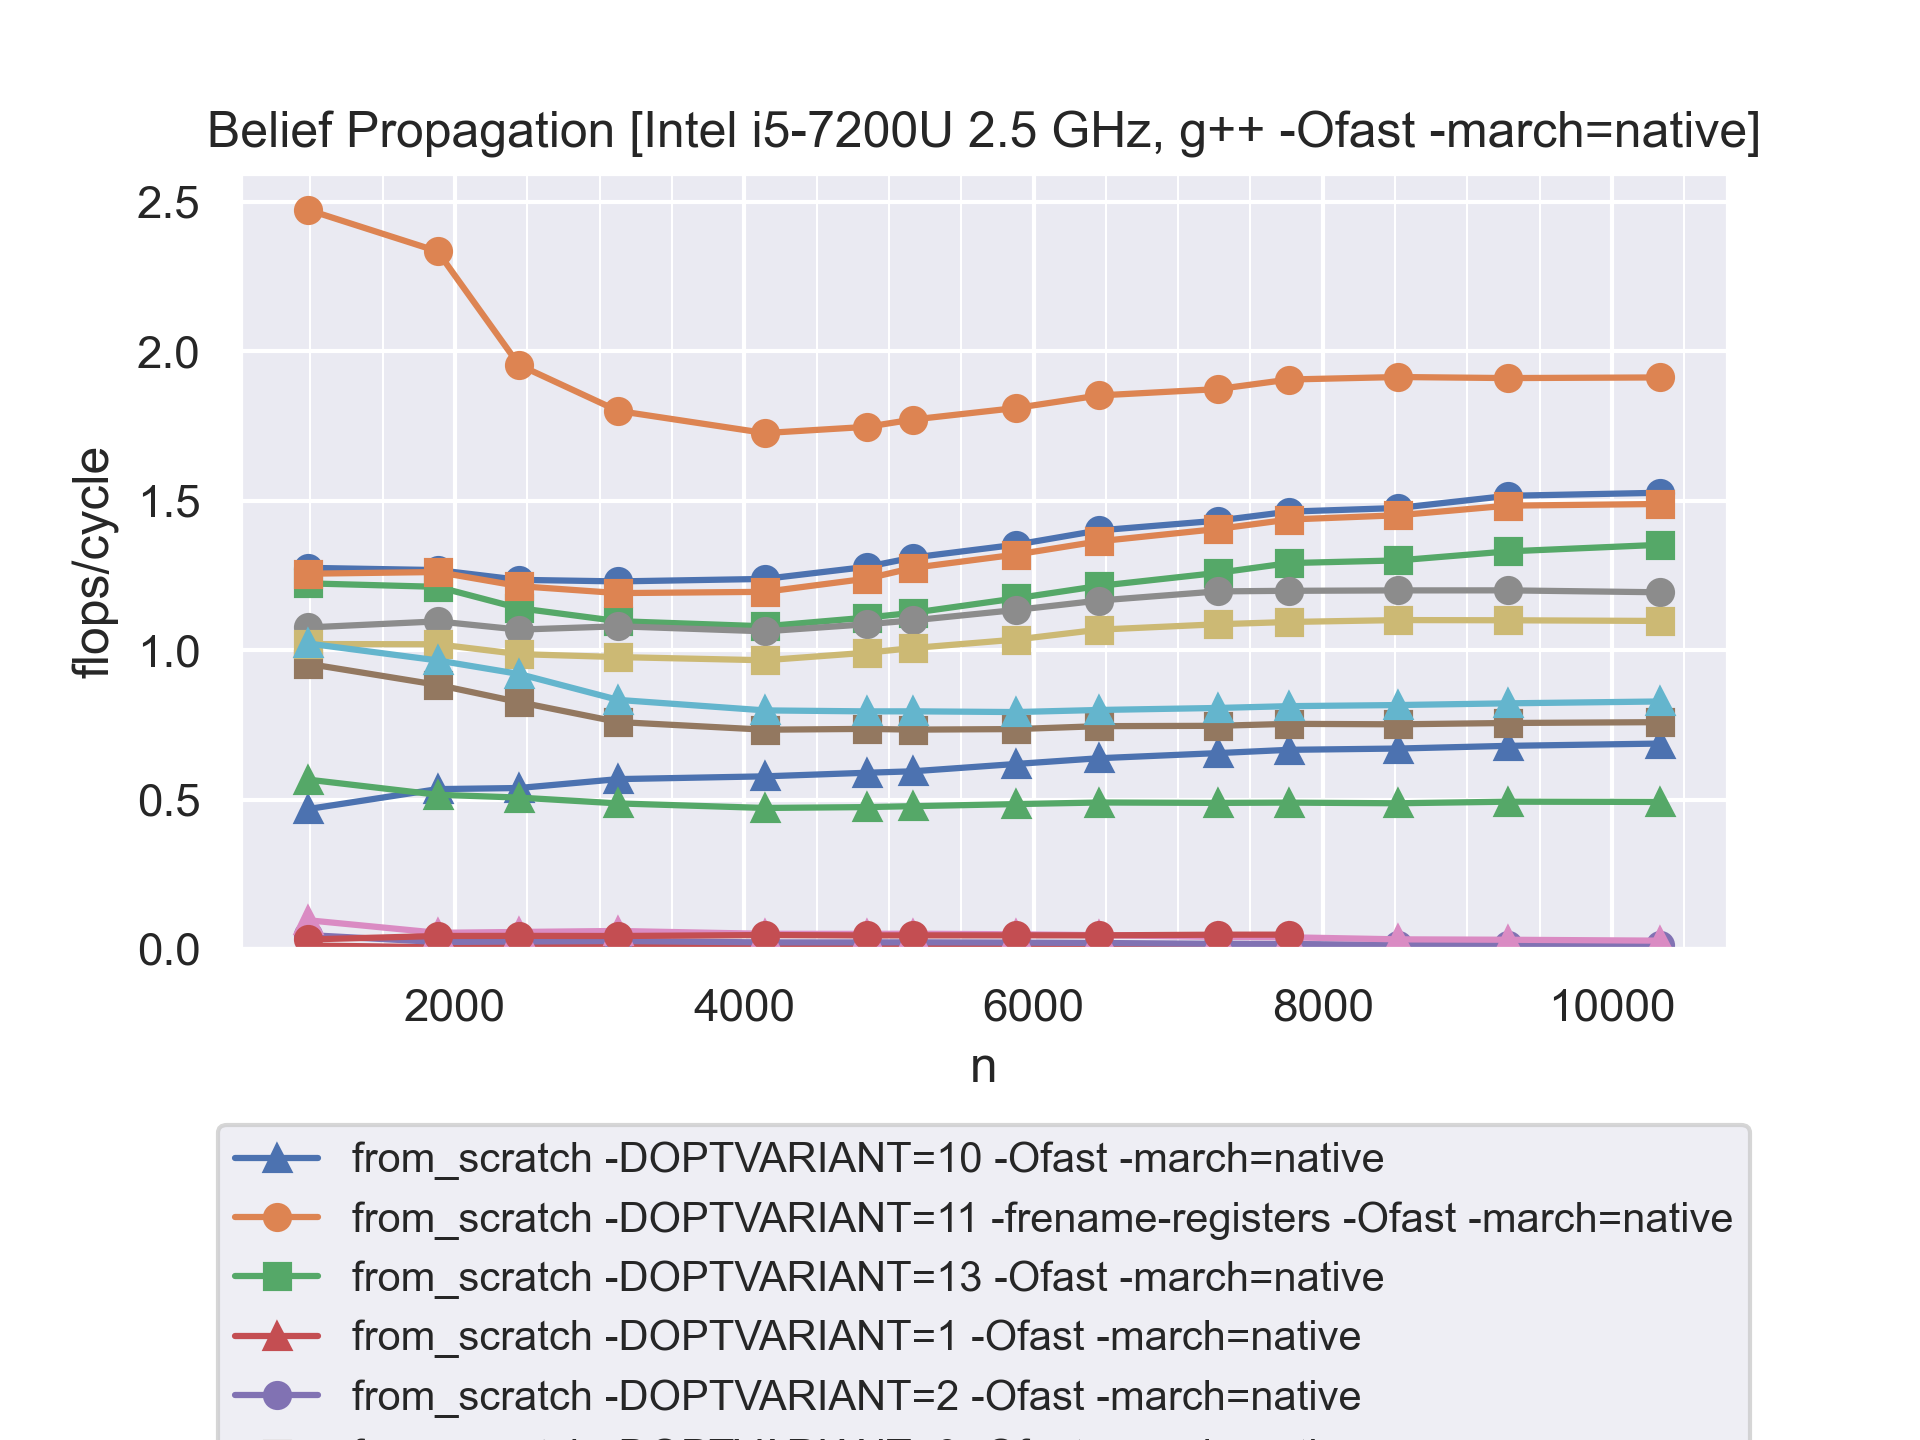 Belief Propagation [Intel i5-7200U 2.5 GHz, g++ -Ofast -march=native]
2.5
2.0
1.5
1.0
0.5
0.0
flops/cycle
2000 4000 6000 8000 10000
n
from_scratch -DOPTVARIANT=10 -Ofast -march=native
from_scratch -DOPTVARIANT=11 -frename-registers -Ofast -march=native
from_scratch -DOPTVARIANT=13 -Ofast -march=native
from_scratch -DOPTVARIANT=1 -Ofast -march=native
from_scratch -DOPTVARIANT=2 -Ofast -march=native